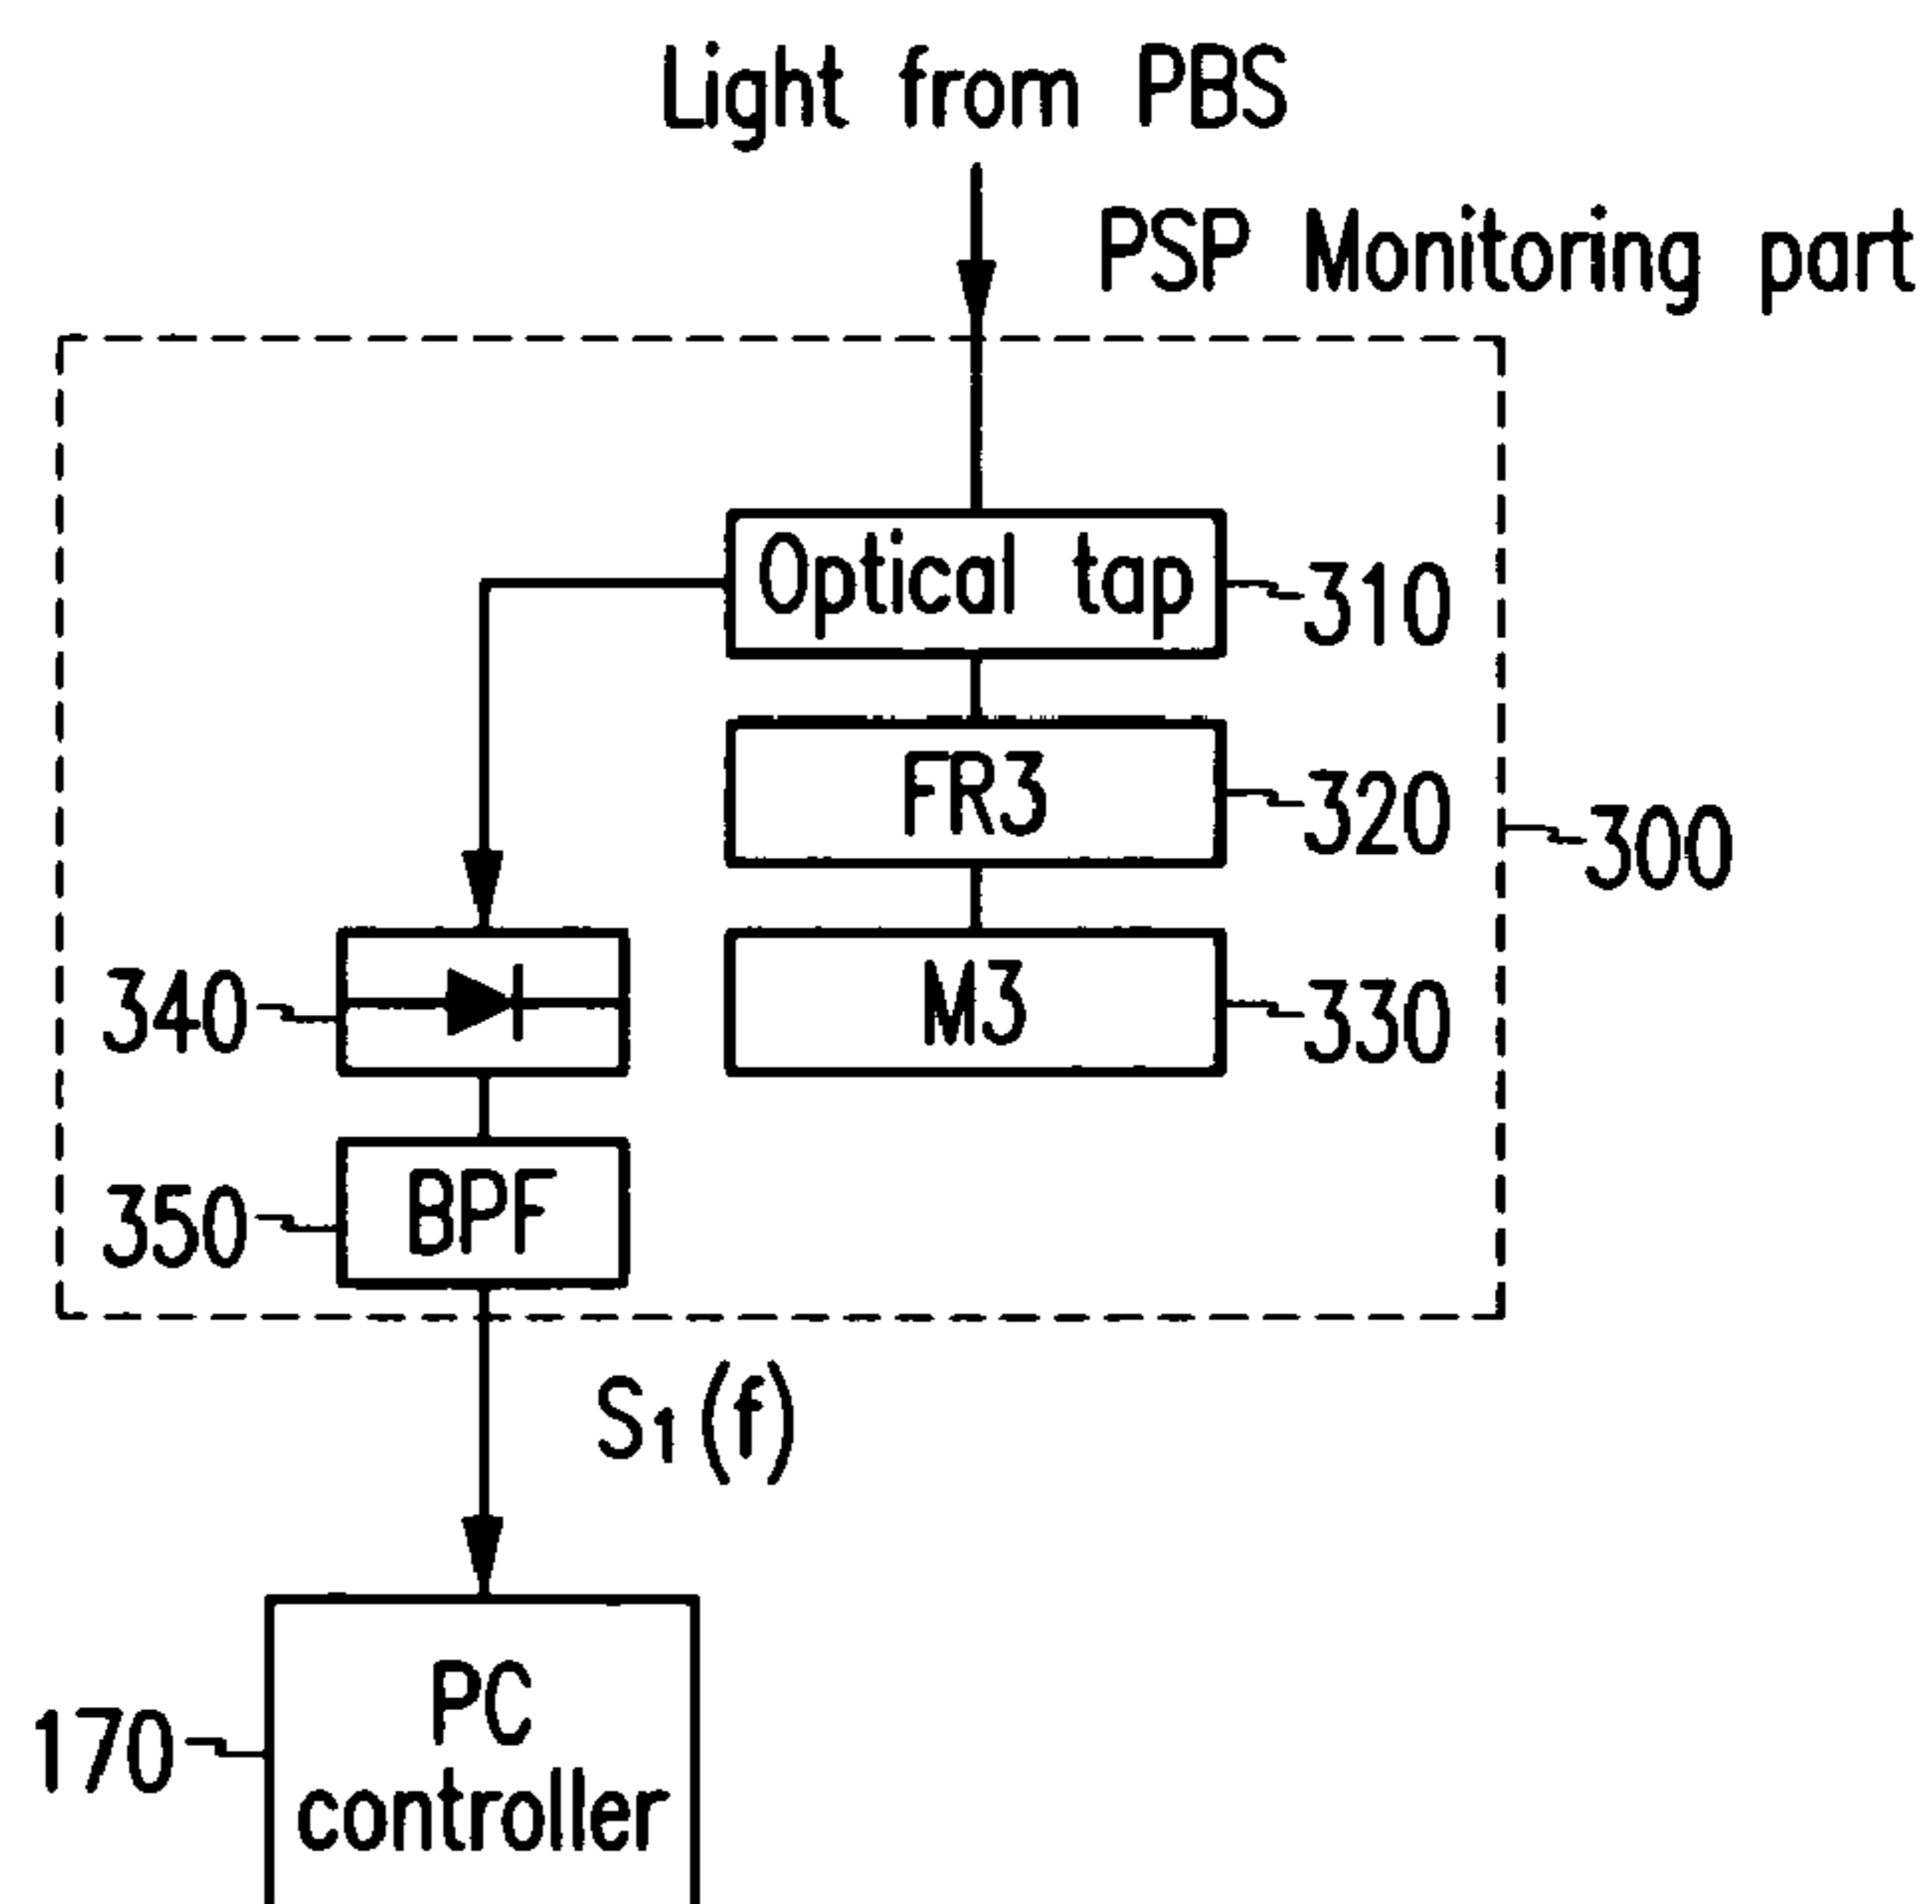 Light from PBS
PSP Monitoring part
Optical tap
310
FR3
320
300
M3
330
340
BPF
350
S1 (f)
PC
controller
170